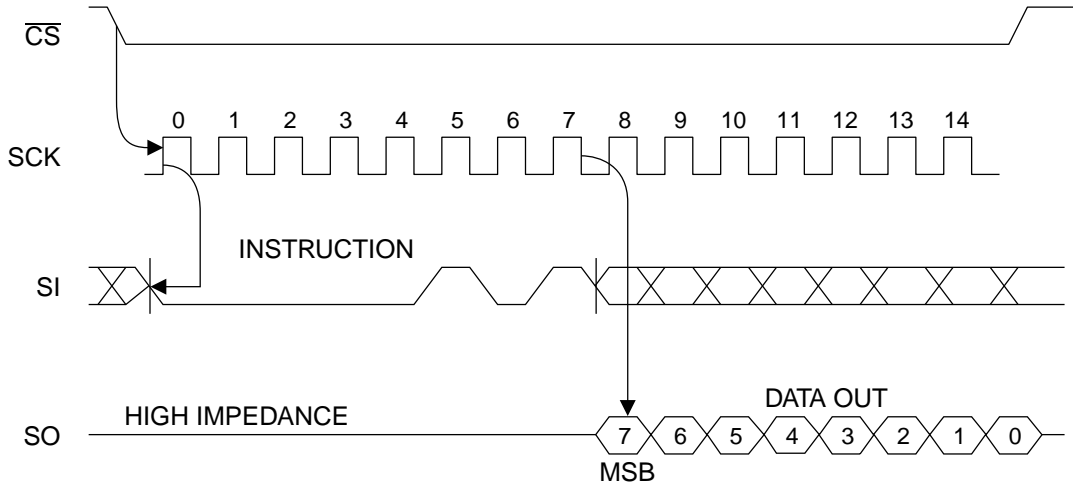 CS
0 1 2 3 4 5 6 7 8 9 10 11 12 13 14
SCK
INSTRUCTION
SI
HIGH IMPEDANCE
DATA OUT
SO
7 6 5 4 3 2 1 0
MSB